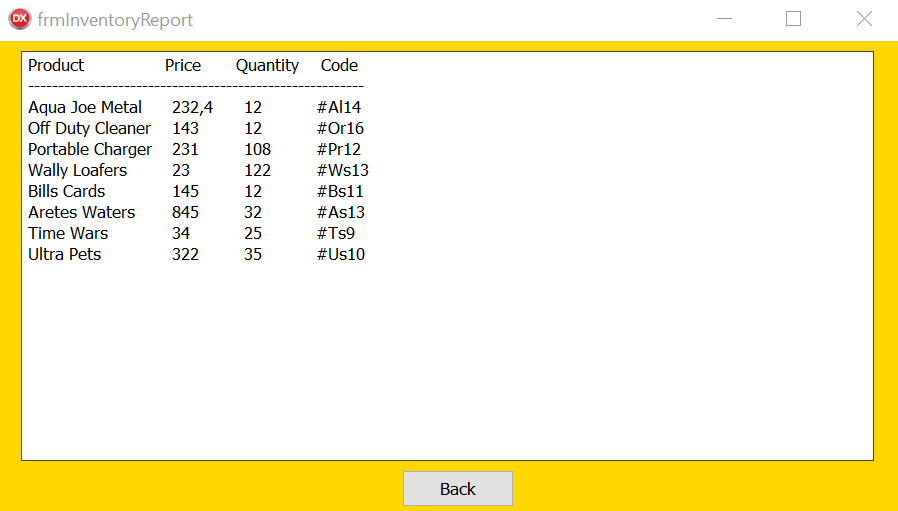 DX frmInventoryReport
Product Price Quantity Code
--------------------------------------------------------
Aqua Joe Metal 232,4 12 #Al14
Off Duty Cleaner 143 12 #Or16
Portable Charger 231 108 #Pr12
Wally Loafers 23 122 #Ws13
Bills Cards 145 12 #Bs11
Aretes Waters 845 32 #As13
Time Wars 34 25 #Ts9
Ultra Pets 322 35 #Us10
Back